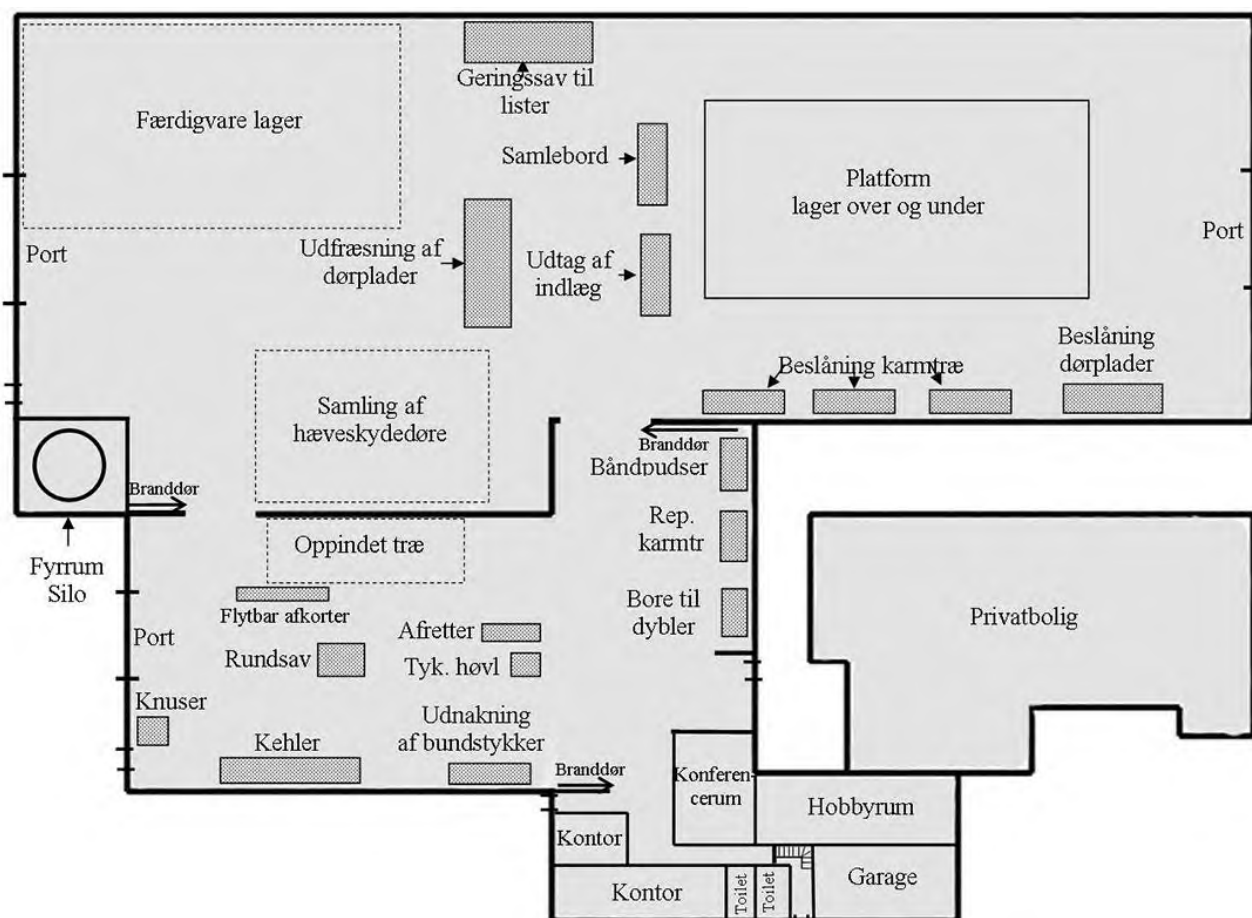 Færdigvare lager
Geringssav til
lister
Samlebord
Platform
lager over og under
Port
Udfræsning af
dørplader
Udtag af
indlæg
Port
Beslåning karmtræ
Beslåning
dørplader
Samling af
hæveskydedøre
Branddør
Båndpudser
Branddør
Rep.
karmtr
Oppindet træ
Fyrrum
Silo
Flytbar afkorter
Bore til
dybler
Privatbolig
Port
Afretter
Rundsav
Tyk. høvl
Knuser
Udnakning
af bundstykker
Kehler
Branddør
Konferen-
cerum
Hobbyrum
Kontor
Kontor
Toilet
Toilet
Garage